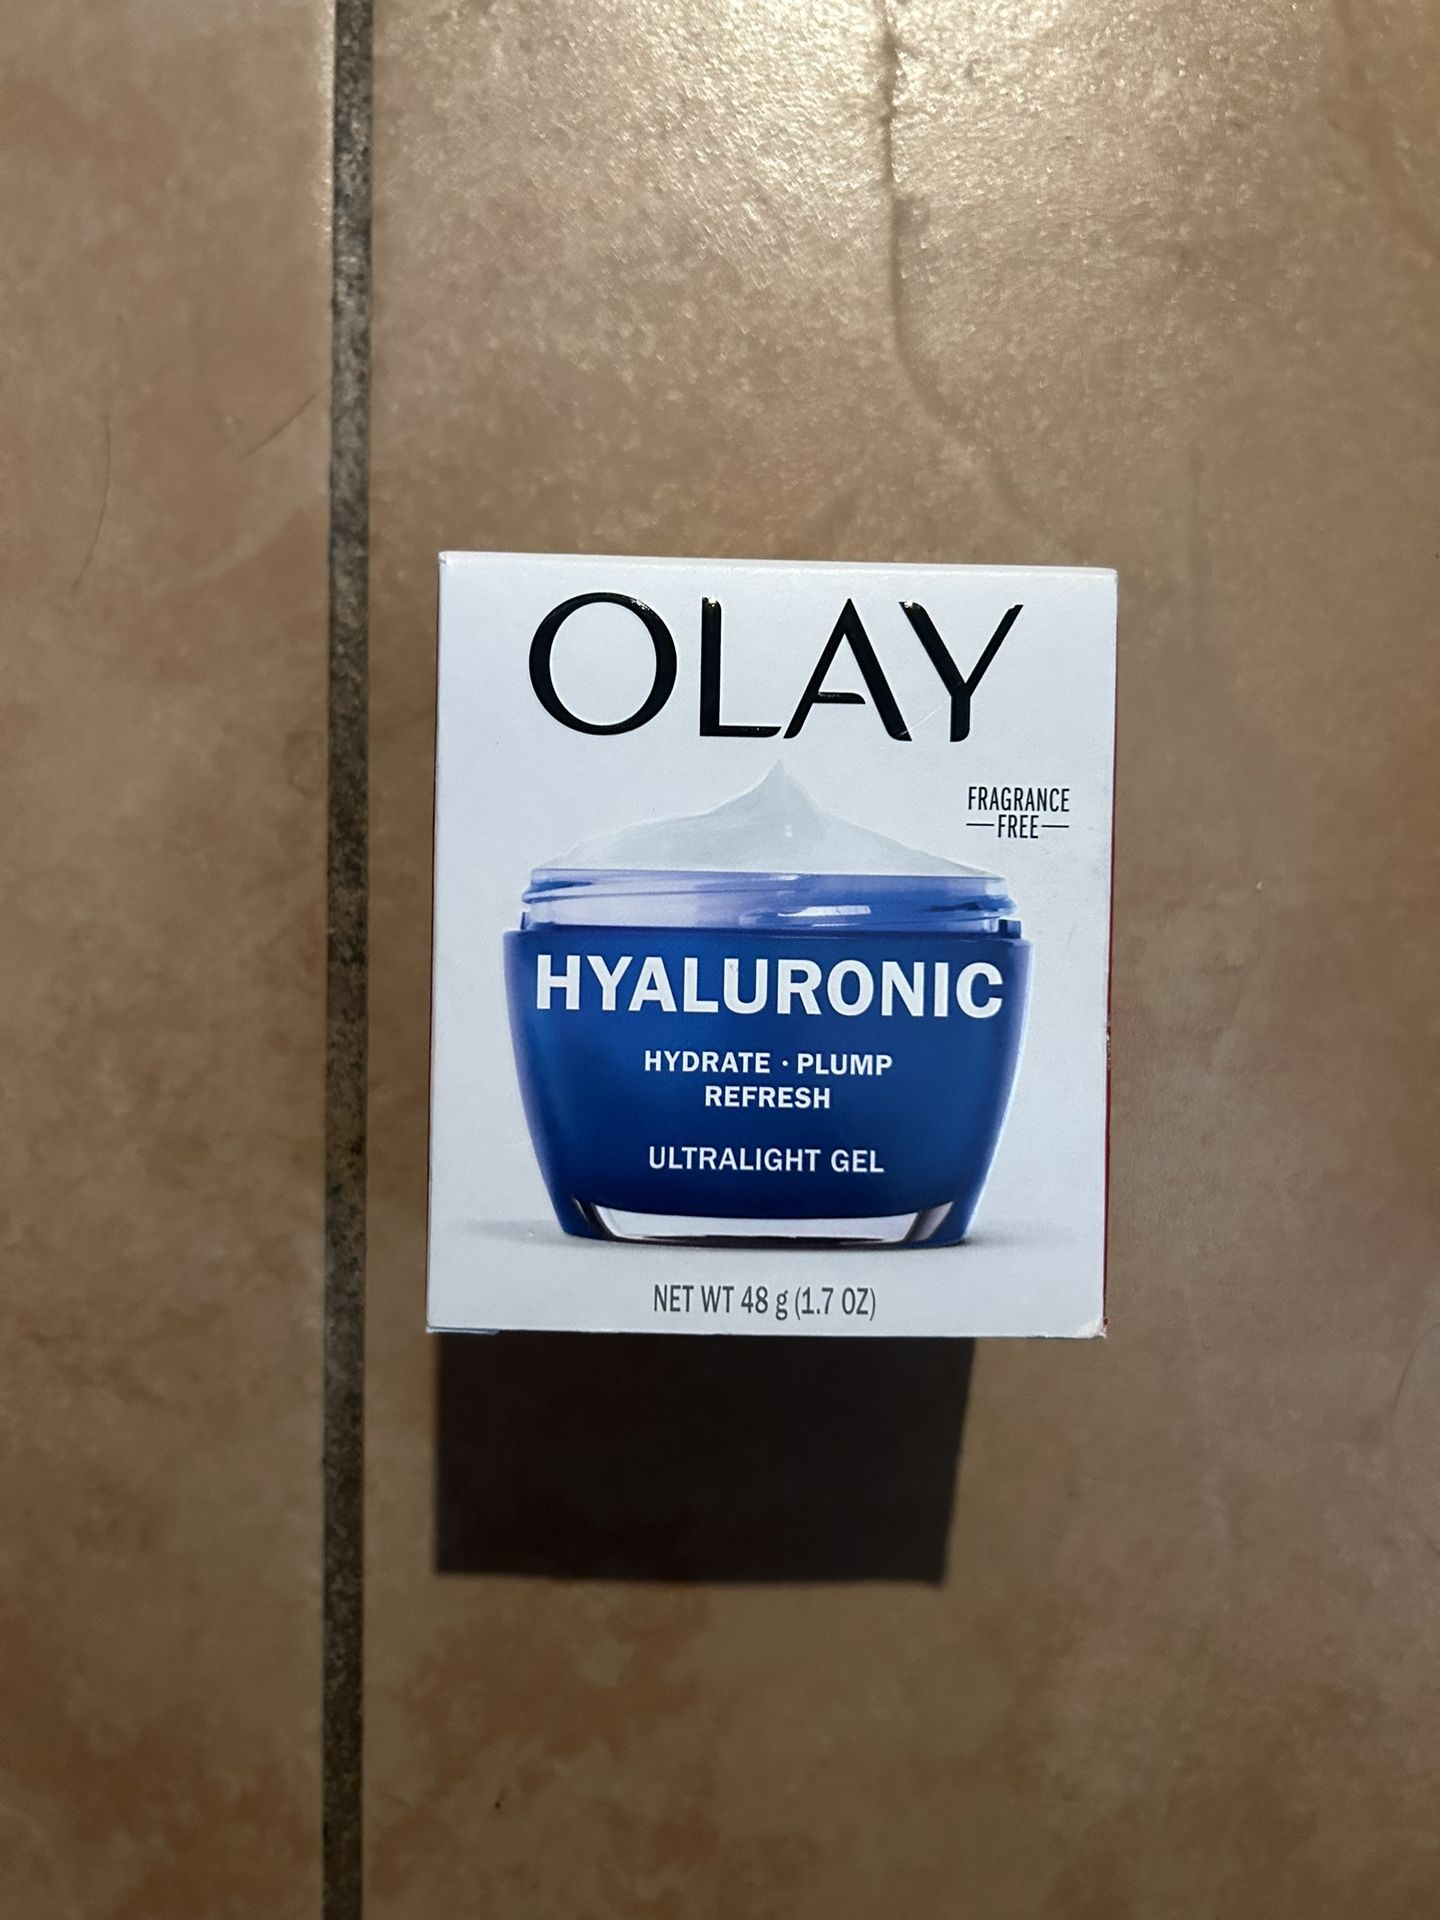 OLAY
FRAGRANCE
FREE
HYALURONIC
HYDRATE · PLUMP
REFRESH
ULTRALIGHT GEL
NET WT 48 g (1.7 OZ)